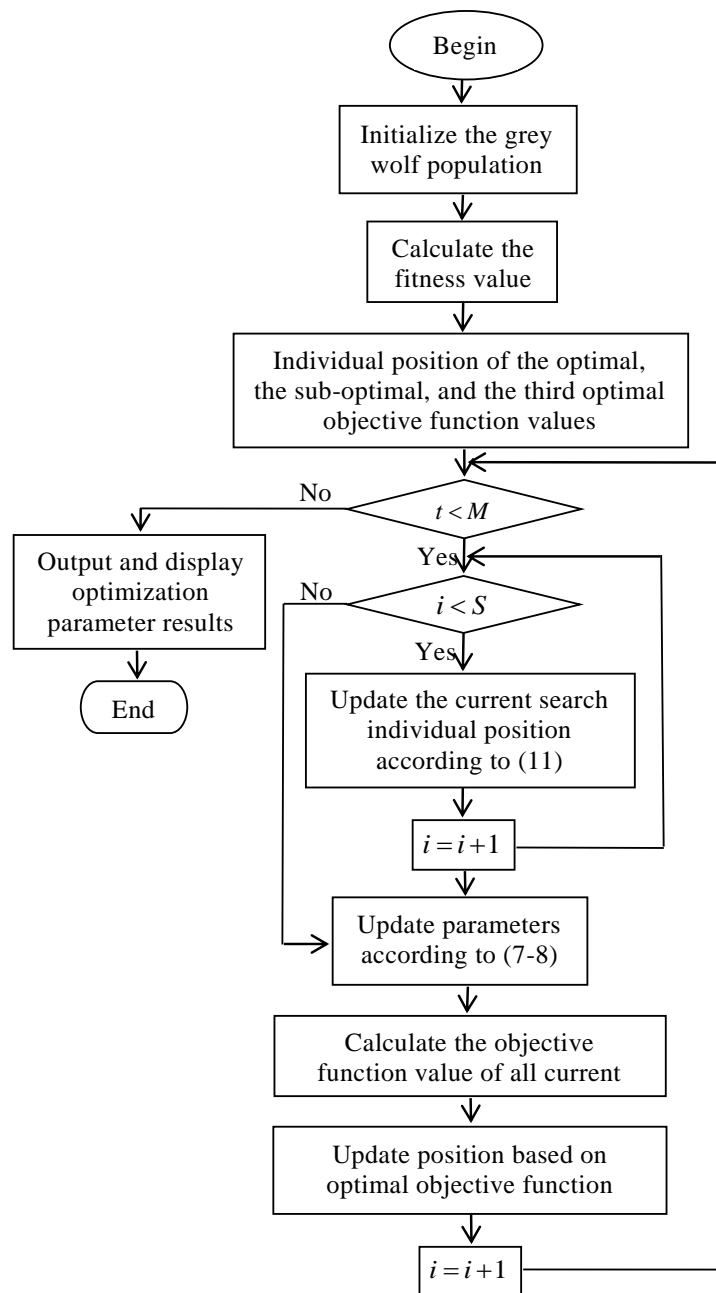 Begin
Initialize the grey
wolf population
Calculate the
fitness value
Individual position of the optimal,
the sub-optimal, and the third optimal
objective function values
No
t < M
Output and display
optimization
parameter results
End
Yes
No
i < S
Yes
Update the current search
individual position
according to (11)
i = i+1
Update parameters
according to (7-8)
Calculate the objective
function value of all current
Update position based on
optimal objective function
i = i+1